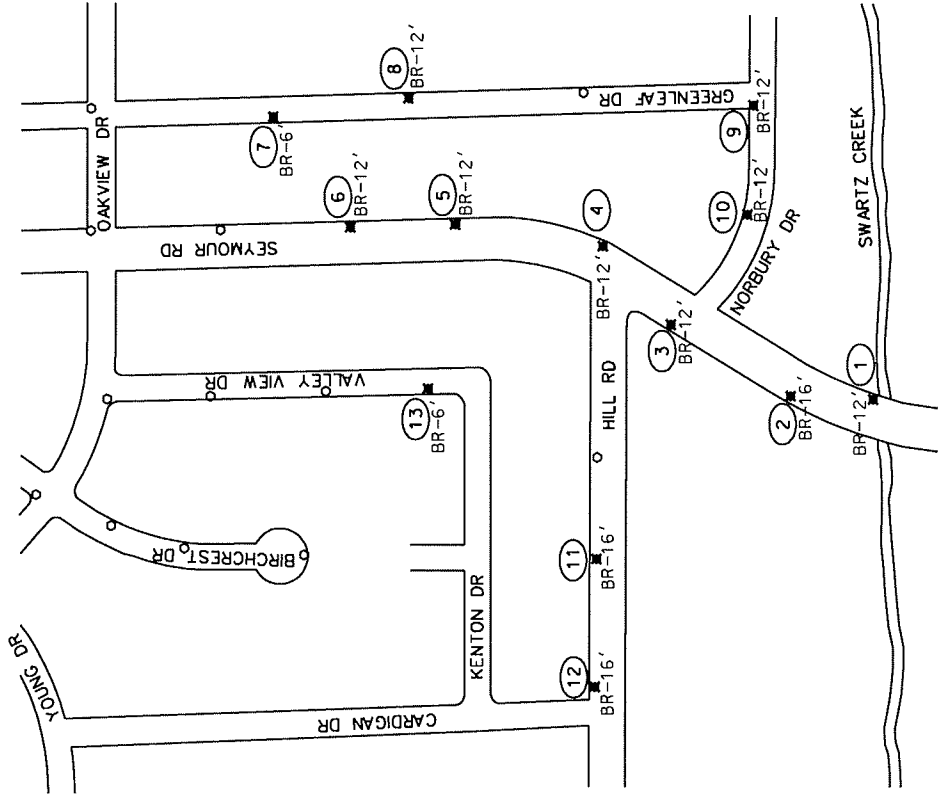 OAKVIEW DR
8
BR-12'
7
BR-6'
GREENLEAF DR
9
BR-12'
6
BR-12'
5
BR-12'
SEYMOUR RD
4
BR-12'
10
BR-12'
NORBURY DR
SWARTZ CREEK
3
BR-12'
1
BR-12'
2
BR-16'
HILL RD
VALLEY VIEW DR
13
BR-6'
BIRCHCREST DR
11
BR-16'
KENTON DR
12
BR-16'
YOUNG DR
CARDIGAN DR